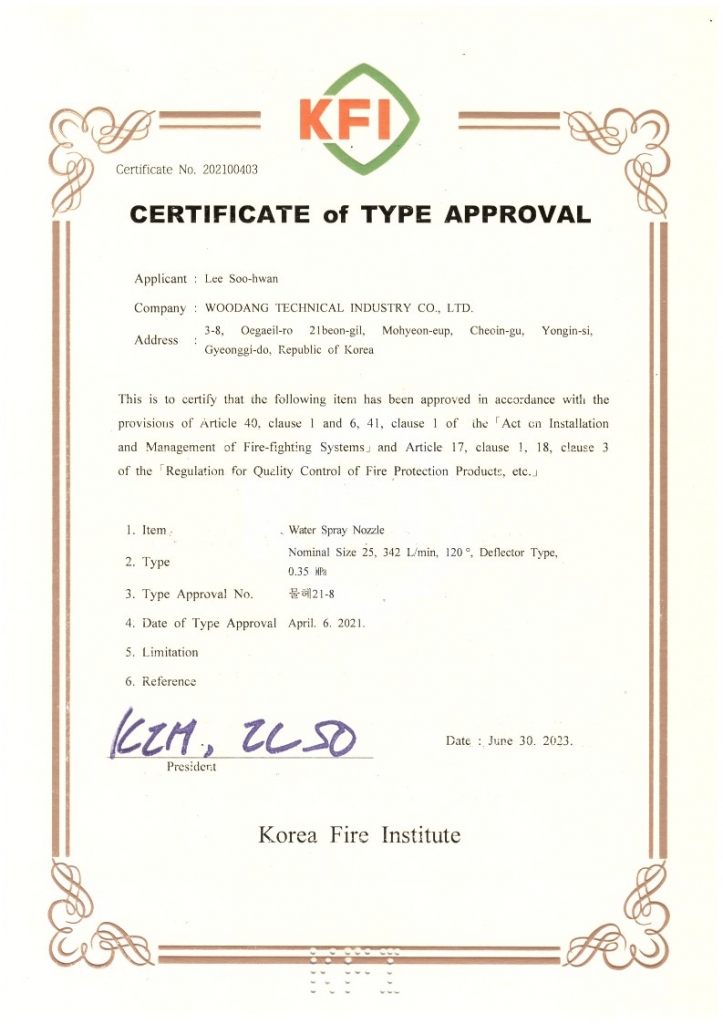 KFI
Certificate No. 202100403
CERTIFICATE of TYPE APPROVAL
Applicant : Lee Soo-hwan
Company : WOODANG TECHNICAL INDUSTRY CO., LTD.
Address : 3-8, Oegaeil-ro 21beon-gil, Mohyeon-eup, Cheoin-gu, Yongin-si,
Gyeonggi-do, Republic of Korea
This is to certify that the following item has been approved in accordance with the
provisions of Article 40, clause 1 and 6, 41, clause 1 of the「Act on Installation
and Management of Fire-fighting Systems」and Article 17, clause 1, 18, clause 3
of the「Regulation for Quality Control of Fire Protection Products, etc.」
1. Item : Water Spray Nozzle
2. Type Nominal Size 25, 342 L/min, 120 °, Deflector Type,
0.35 ㎫
3. Type Approval No. 물헤21-8
4. Date of Type Approval April. 6. 2021.
5. Limitation
6. Reference
Date : June 30. 2023.
President
Korea Fire Institute
KFI